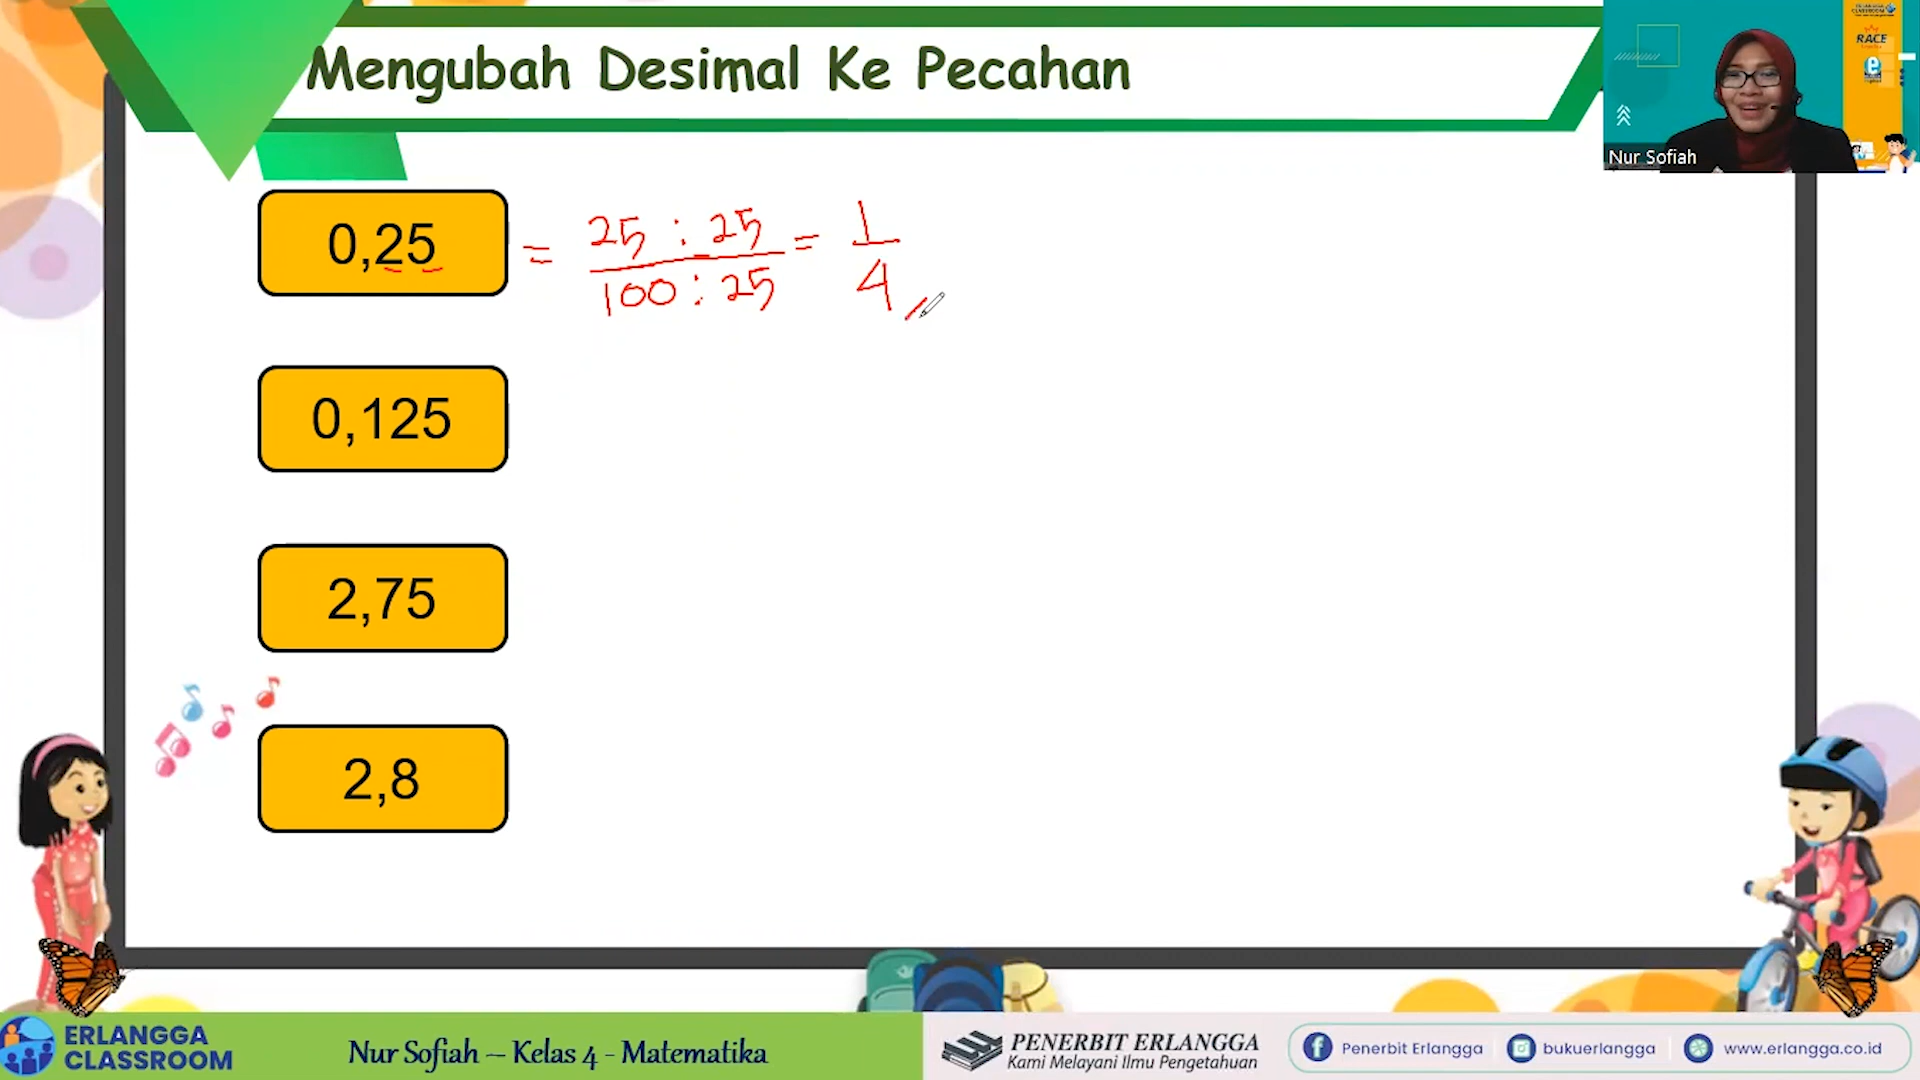 Mengubah Desimal Ke Pecahan
ERLANGGA
CLASSROOM
RACE
Nur Sofiah
0,25
= 25 : 25 / 100 : 25 = 1/4
0,125
2,75
2,8
ERLANGGA
CLASSROOM
Nur Sofiah – Kelas 4 - Matematika
PENERBIT ERLANGGA
Kami Melayani Ilmu Pengetahuan
Penerbit Erlangga
bukuerlangga
www.erlangga.co.id